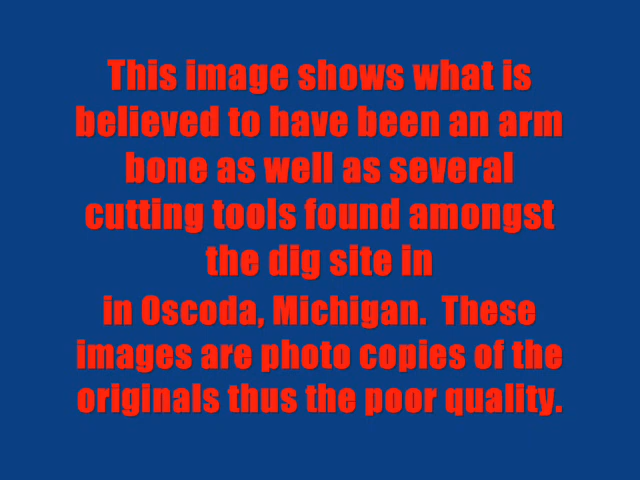 This image shows what is
believed to have been an arm
bone as well as several
cutting tools found amongst
the dig site in
in Oscoda, Michigan.  These
images are photo copies of the
originals thus the poor quality.